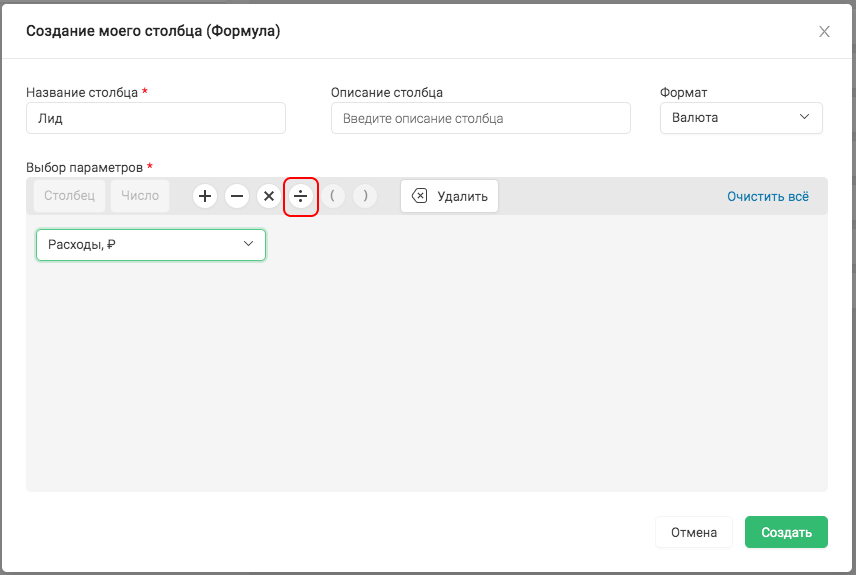 Создание моего столбца (Формула)
Название столбца * Описание столбца Формат
Лид Введите описание столбца Валюта
Выбор параметров *
Столбец Число + − × ÷ ( ) Удалить Очистить всё
Расходы, ₽
Отмена Создать